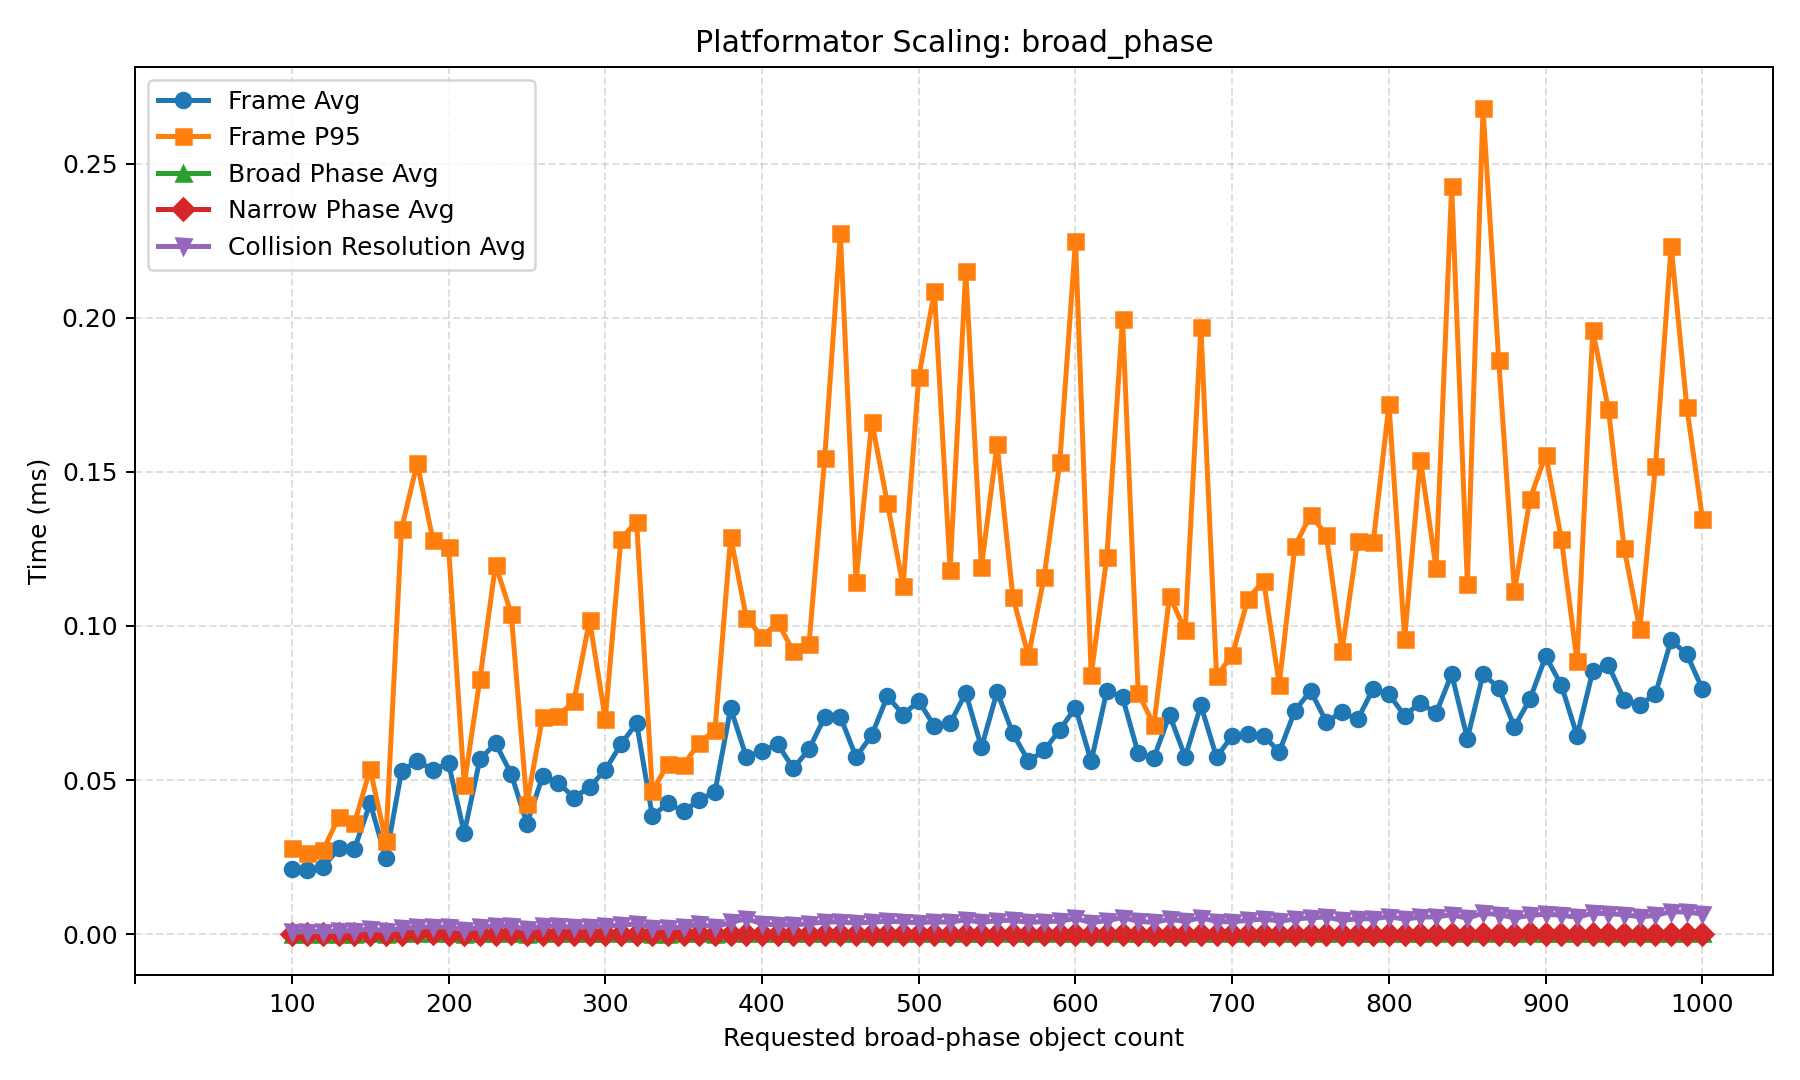 Platformator Scaling: broad_phase
Frame Avg
Frame P95
Broad Phase Avg
Narrow Phase Avg
Collision Resolution Avg
Time (ms)
0.25
0.20
0.15
0.10
0.05
0.00
100 200 300 400 500 600 700 800 900 1000
Requested broad-phase object count